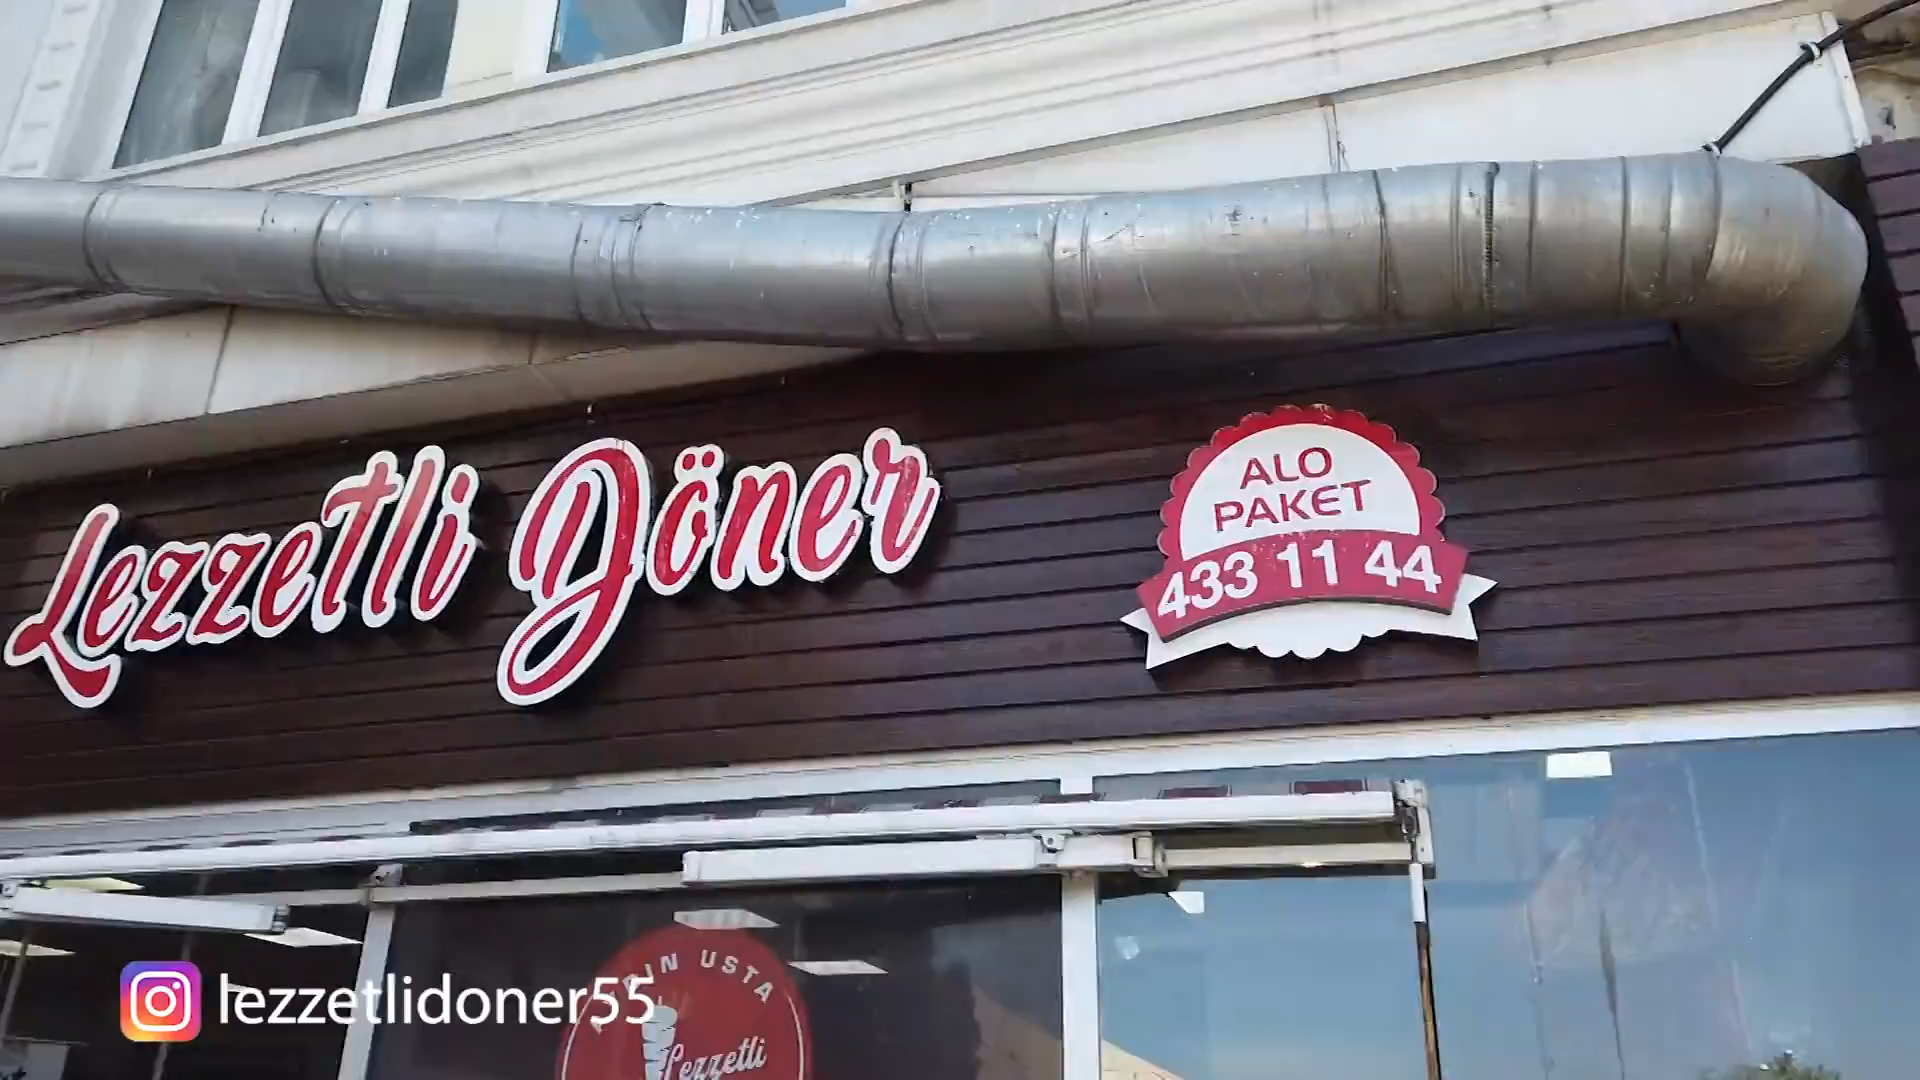 Lezzetli Döner
ALO
PAKET
433 11 44
USTA
Lezzetli
lezzetlidoner55